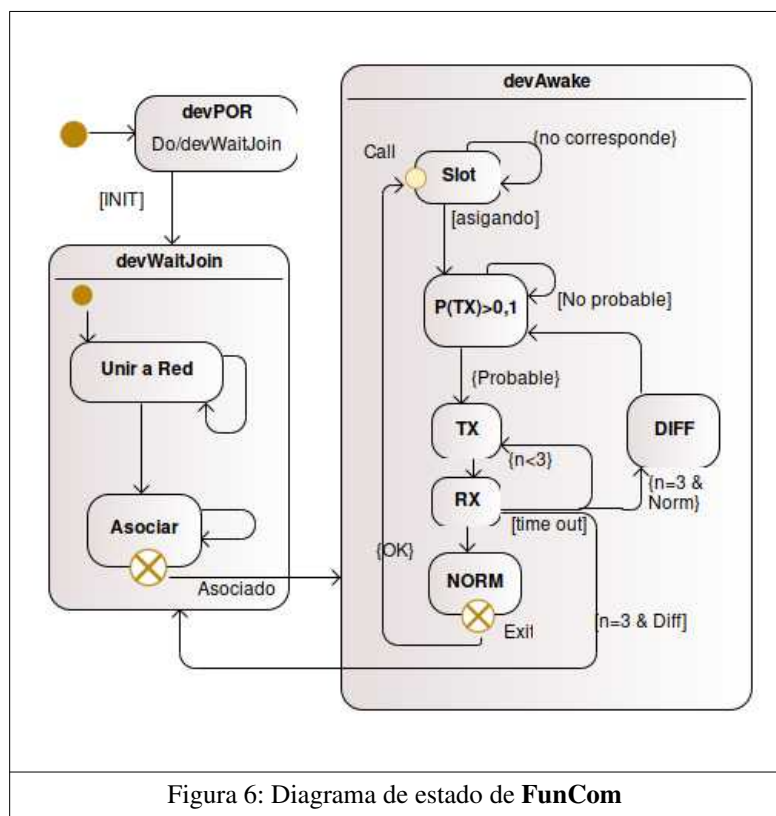 devPOR
Do/devWaitJoin
[INIT]
devWaitJoin
Unir a Red
Asociar
Asociado
devAwake
Call
Slot
{no corresponde}
[asigando]
P(TX)>0,1
[No probable]
{Probable}
TX
{n<3}
DIFF
RX
{n=3 &
Norm}
[time out]
{OK}
NORM
Exit
[n=3 & Diff]
Figura 6: Diagrama de estado de FunCom